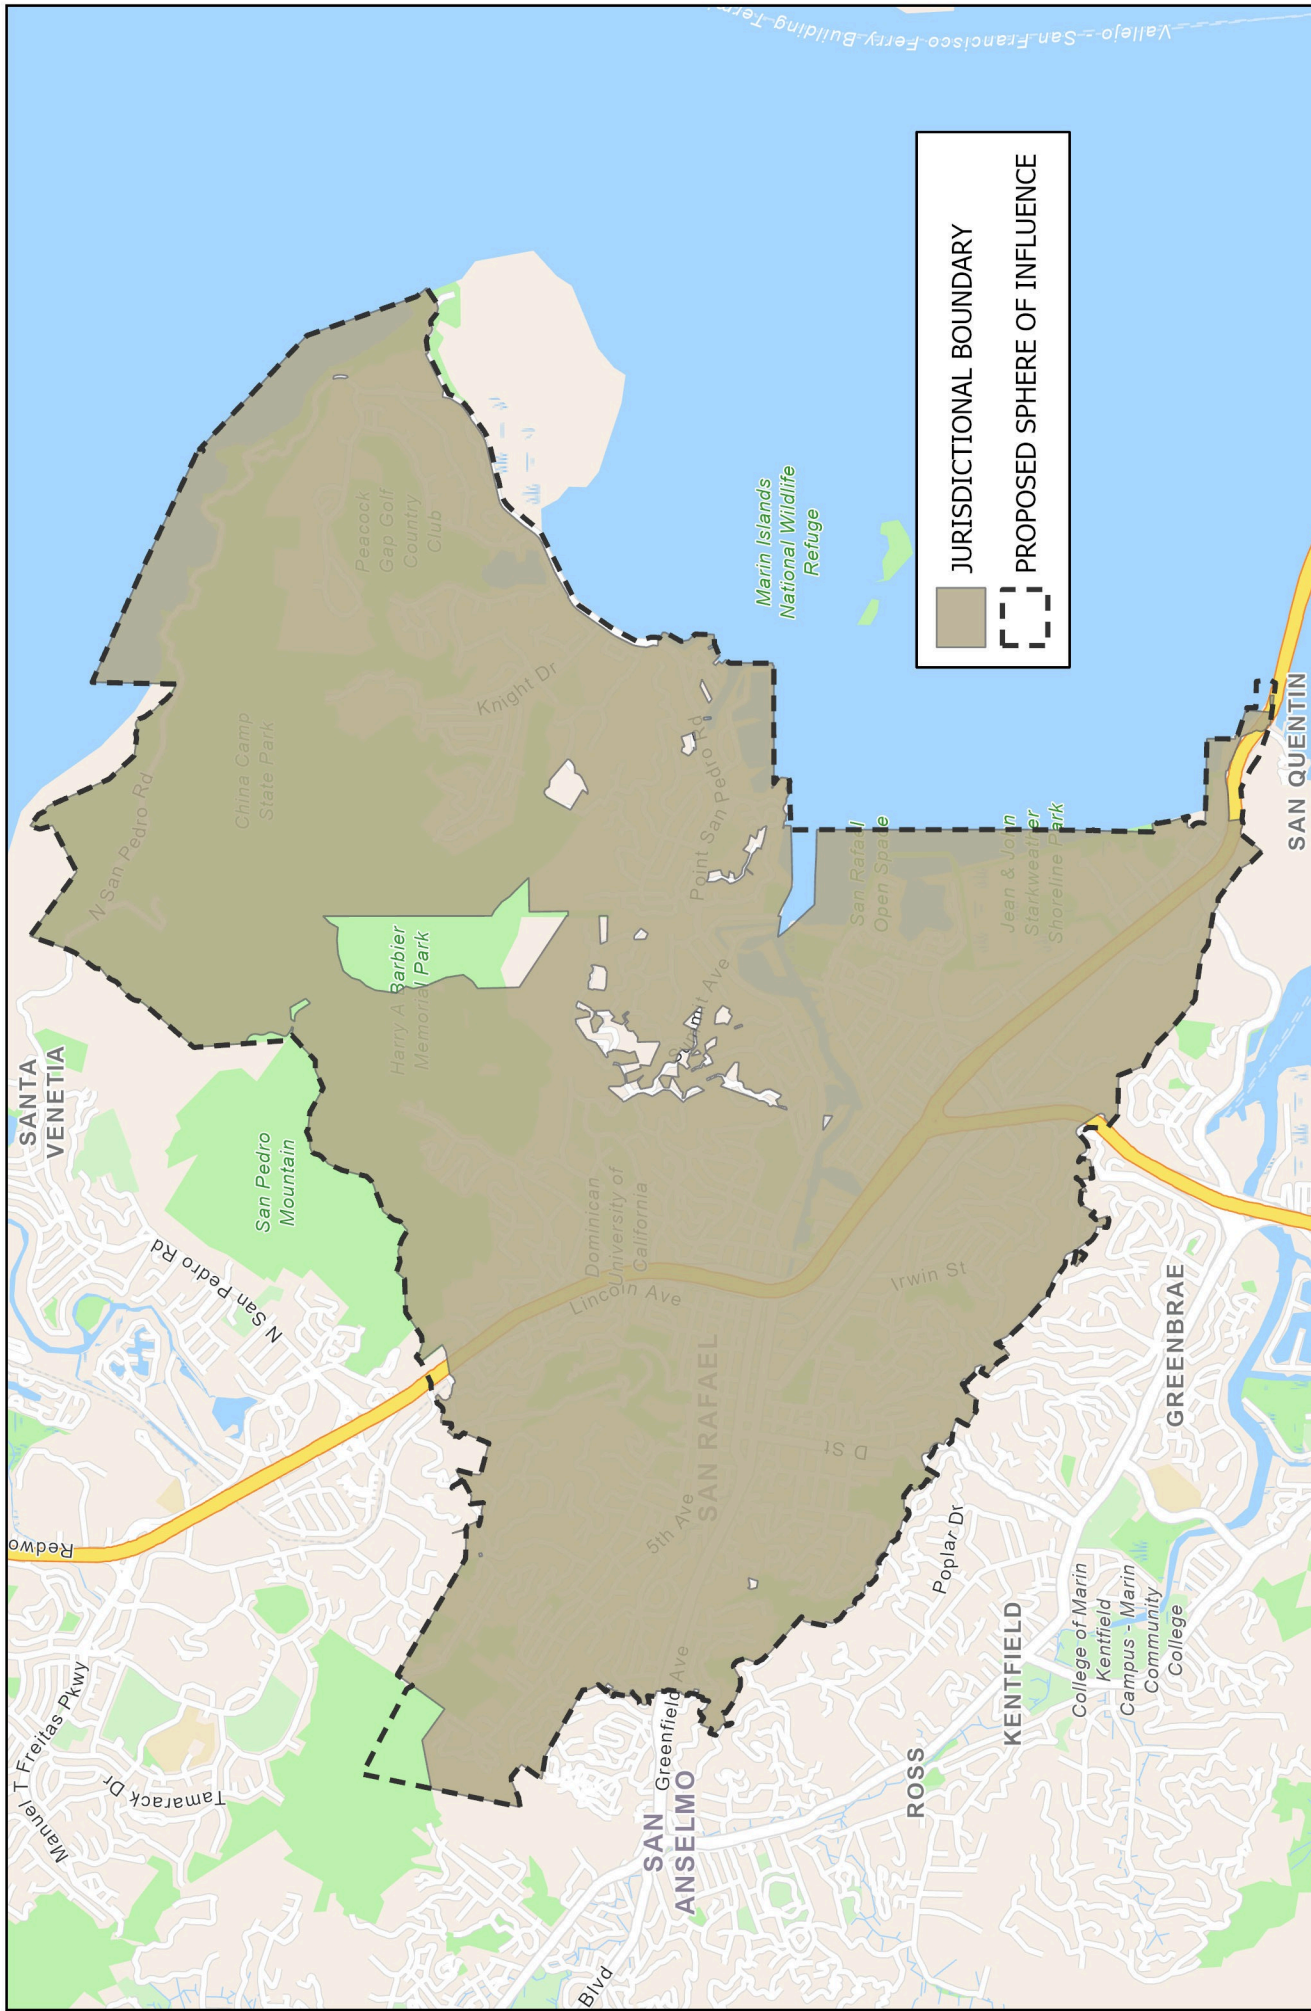 Vallejo - San Francisco Ferry Building Termi
JURISDICTIONAL BOUNDARY
PROPOSED SPHERE OF INFLUENCE
Peacock
Gap Golf
Country
Club
Marin Islands
National Wildlife
Refuge
Knight Dr
China Camp
State Park
N San Pedro Rd
Point San Pedro Rd
San Rafael
Open Space
Jean & John
Starkweather
Shoreline Park
SAN QUENTIN
Harry A Barbier
Memorial Park
Summit Ave
SANTA
VENETIA
San Pedro
Mountain
N San Pedro Rd
Dominican
University of
California
Lincoln Ave
Irwin St
SAN RAFAEL
D St
5th Ave
GREENBRAE
Redwo
Poplar Dr
KENTFIELD
College of Marin
Kentfield
Campus - Marin
Community
College
Greenfield Ave
Manuel T Freitas Pkwy
Tamarack Dr
SAN
ANSELMO
ROSS
Blvd